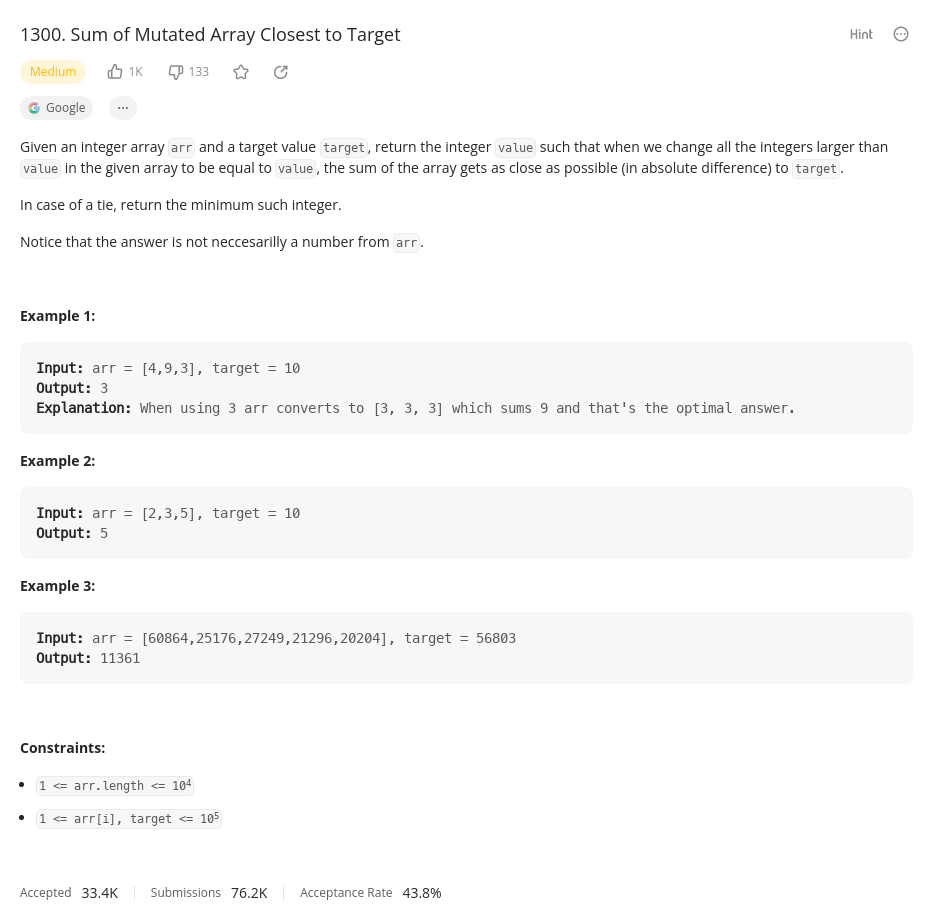 1300. Sum of Mutated Array Closest to Target
Hint
Medium 1K 133
Google ...
Given an integer array arr and a target value target, return the integer value such that when we change all the integers larger than
value in the given array to be equal to value, the sum of the array gets as close as possible (in absolute difference) to target.
In case of a tie, return the minimum such integer.
Notice that the answer is not neccesarilly a number from arr.
Example 1:
Input: arr = [4,9,3], target = 10
Output: 3
Explanation: When using 3 arr converts to [3, 3, 3] which sums 9 and that's the optimal answer.
Example 2:
Input: arr = [2,3,5], target = 10
Output: 5
Example 3:
Input: arr = [60864,25176,27249,21296,20204], target = 56803
Output: 11361
Constraints:
• 1 <= arr.length <= 10⁴
• 1 <= arr[i], target <= 10⁵
Accepted 33.4K Submissions 76.2K Acceptance Rate 43.8%